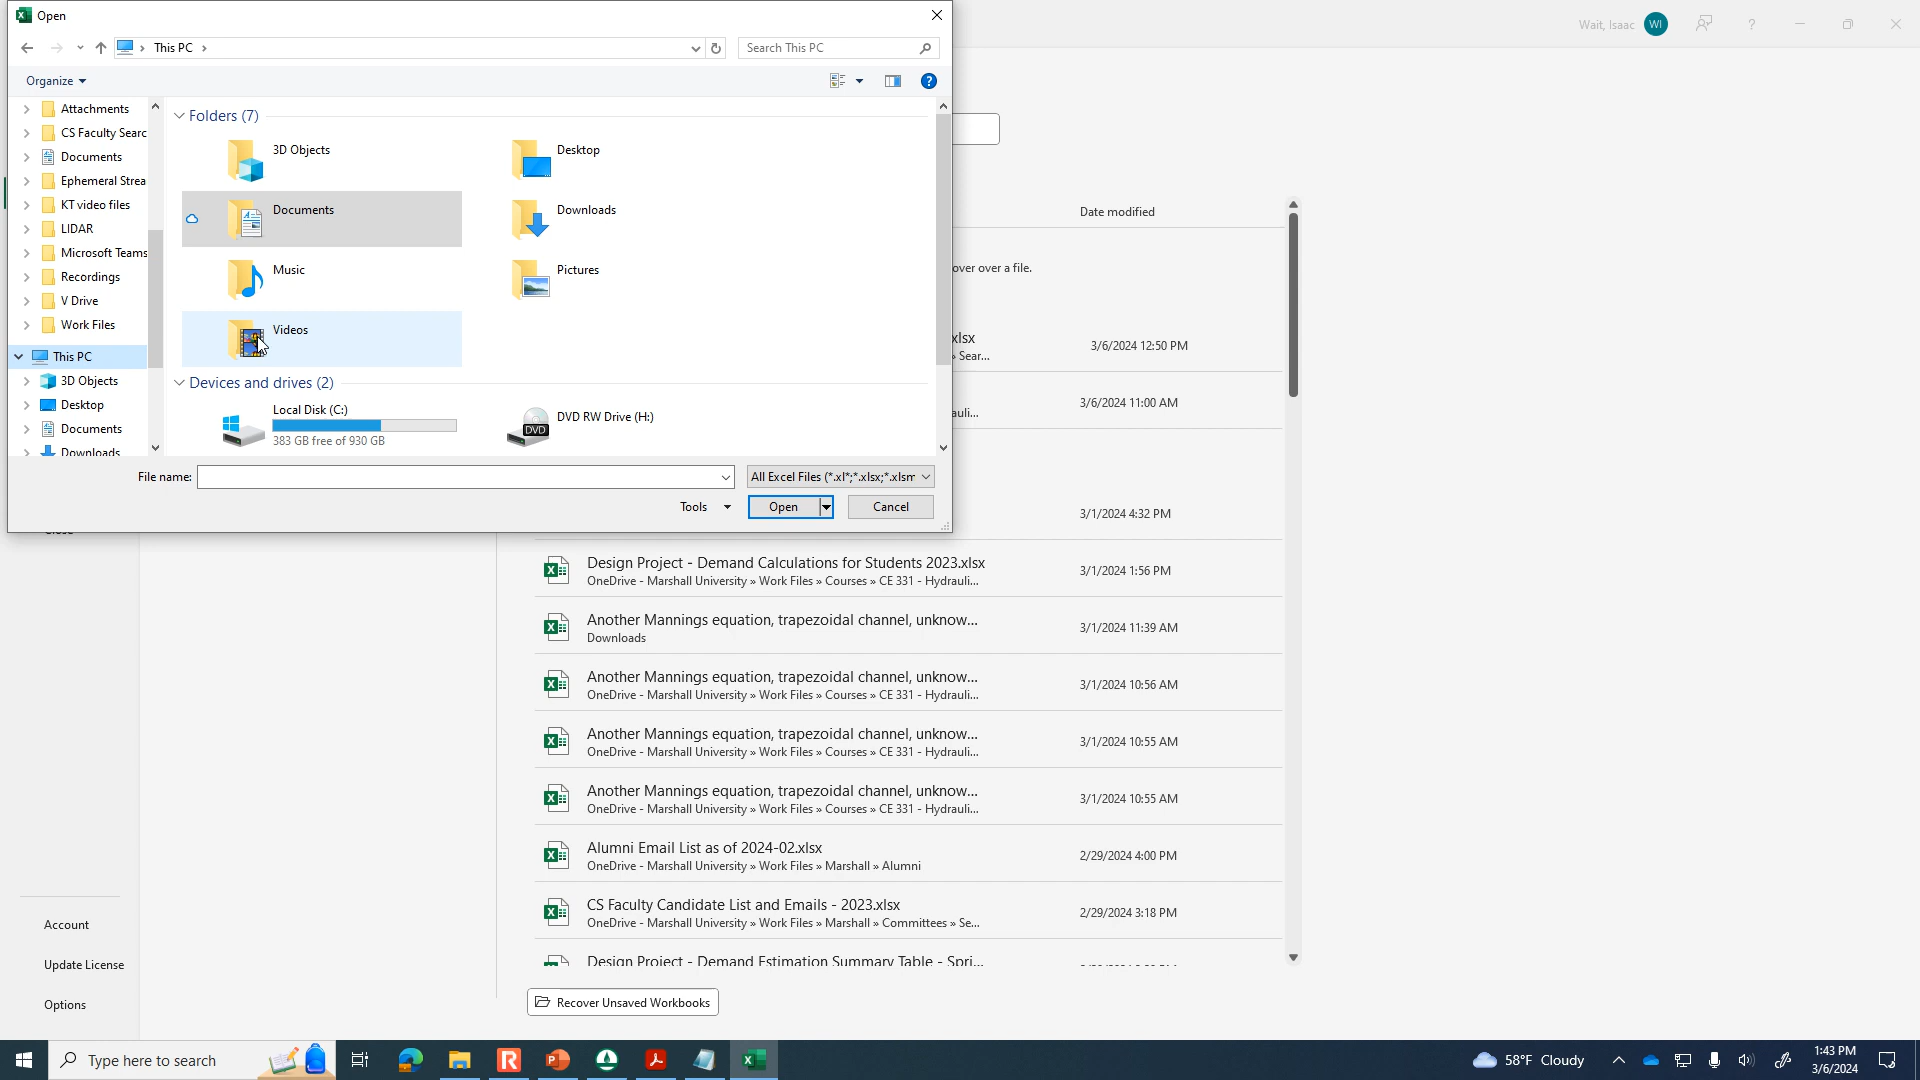 Open
This PC
Search This PC
Organize
Attachments
CS Faculty Searc
Documents
Ephemeral Strea
KT video files
LIDAR
Microsoft Teams
Recordings
V Drive
Work Files
This PC
3D Objects
Desktop
Documents
Downloads
Folders (7)
3D Objects
Desktop
Documents
Downloads
Music
Pictures
Videos
Devices and drives (2)
Local Disk (C:)
383 GB free of 930 GB
DVD
DVD RW Drive (H:)
File name:
All Excel Files (*.xl*;*.xlsx;*.xlsm
Tools
Open
Cancel
Wait, Isaac
WI
Date modified
over over a file.
xlsx
» Sear...
3/6/2024 12:50 PM
auli...
3/6/2024 11:00 AM
3/1/2024 4:32 PM
Design Project - Demand Calculations for Students 2023.xlsx
OneDrive - Marshall University » Work Files » Courses » CE 331 - Hydrauli...
3/1/2024 1:56 PM
Another Mannings equation, trapezoidal channel, unknow...
Downloads
3/1/2024 11:39 AM
Another Mannings equation, trapezoidal channel, unknow...
OneDrive - Marshall University » Work Files » Courses » CE 331 - Hydrauli...
3/1/2024 10:56 AM
Another Mannings equation, trapezoidal channel, unknow...
OneDrive - Marshall University » Work Files » Courses » CE 331 - Hydrauli...
3/1/2024 10:55 AM
Another Mannings equation, trapezoidal channel, unknow...
OneDrive - Marshall University » Work Files » Courses » CE 331 - Hydrauli...
3/1/2024 10:55 AM
Alumni Email List as of 2024-02.xlsx
OneDrive - Marshall University » Work Files » Marshall » Alumni
2/29/2024 4:00 PM
CS Faculty Candidate List and Emails - 2023.xlsx
OneDrive - Marshall University » Work Files » Marshall » Committees » Se...
2/29/2024 3:18 PM
Design Project - Demand Estimation Summary Table - Spri...
Recover Unsaved Workbooks
Close
Account
Update License
Options
Type here to search
58°F Cloudy
1:43 PM
3/6/2024